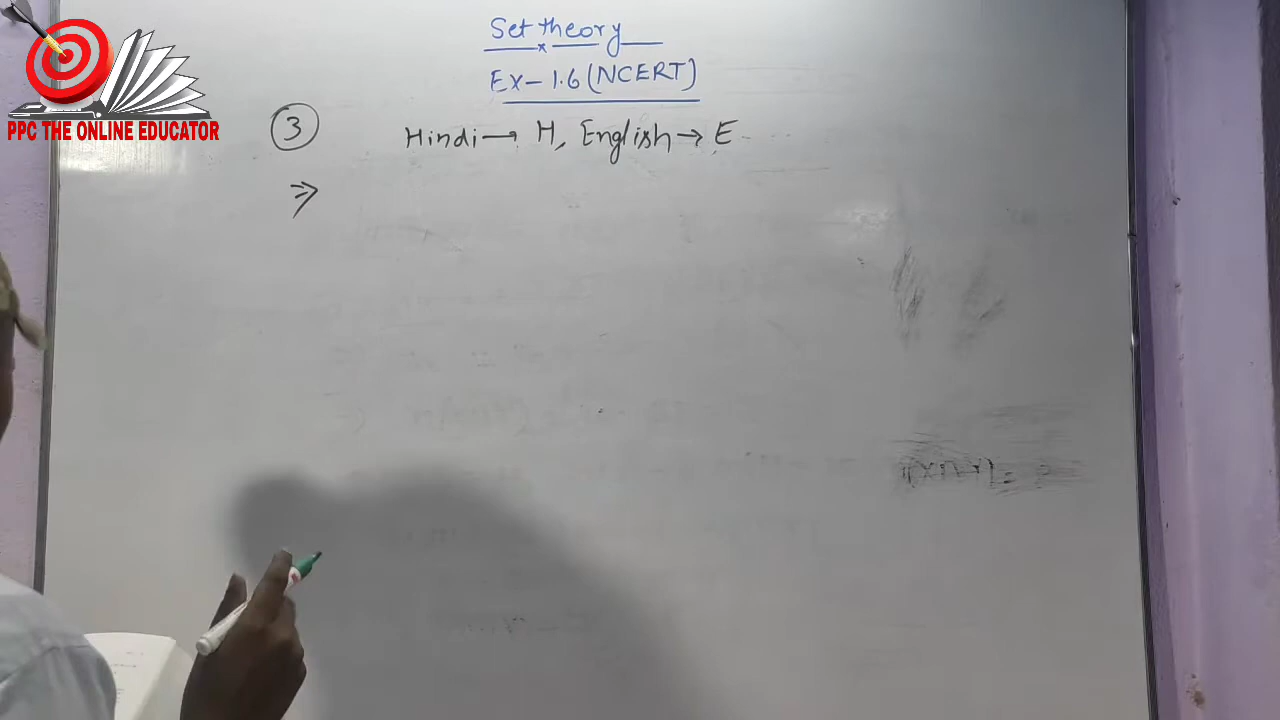 Set theory
Ex-1.6 (NCERT)
PPC THE ONLINE EDUCATOR
3 Hindi → H, English → E
⇒